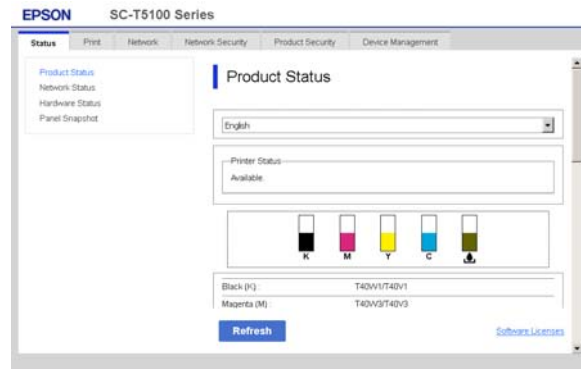 EPSON SC-T5100 Series
Status Print Network Network Security Product Security Device Management
Product Status
Network Status
Hardware Status
Panel Snapshot
Product Status
English
Printer Status
Available.
K M Y C
Black (K) : T40W1/T40V1
Magenta (M) : T40W3/T40V3
Refresh
Software Licenses